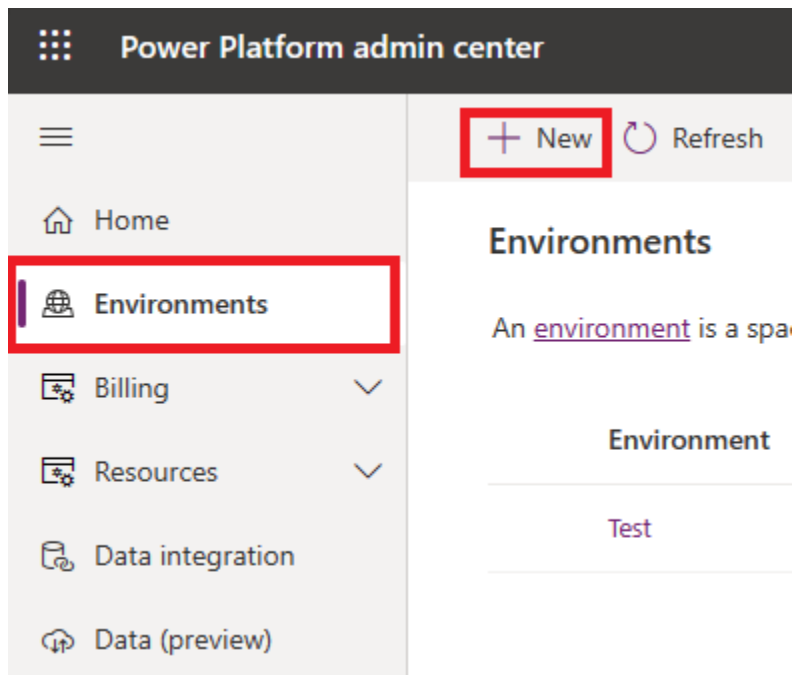 Power Platform admin center
New Refresh
Home
Environments
Environments
An environment is a spa
Billing
Environment
Resources
Test
Data integration
Data (preview)